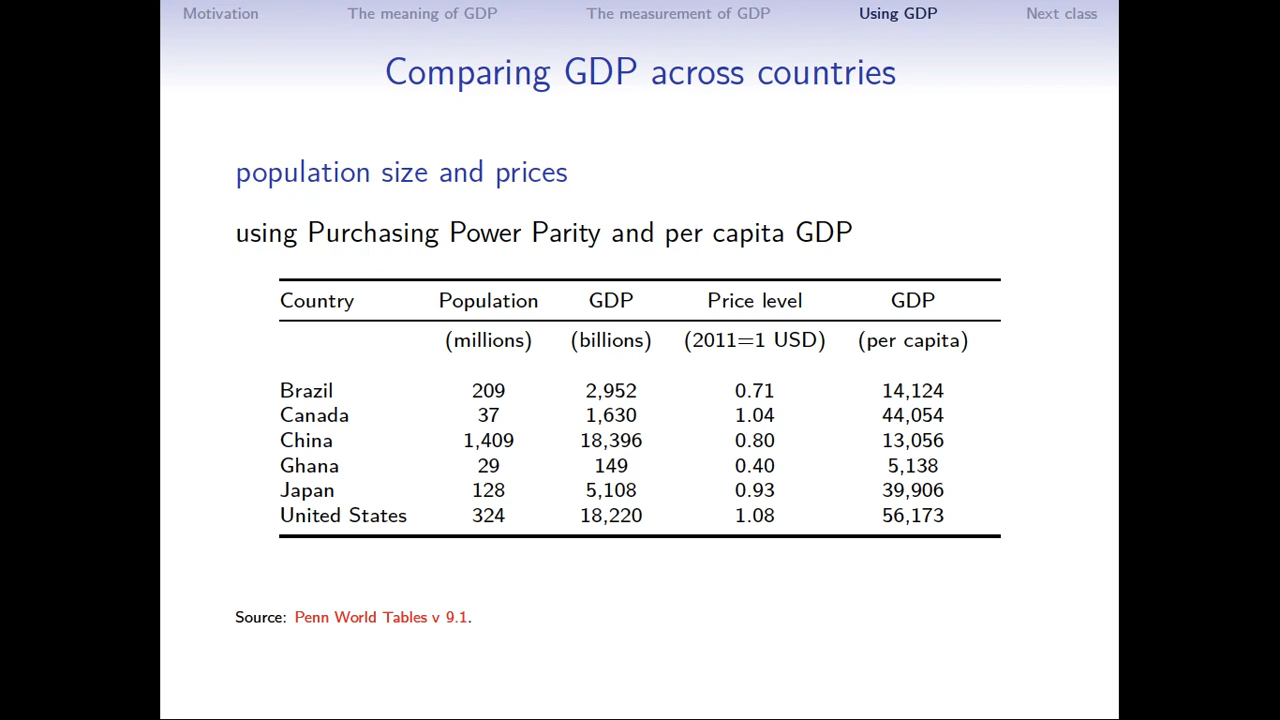 Motivation The meaning of GDP The measurement of GDP Using GDP Next class
Comparing GDP across countries
population size and prices
using Purchasing Power Parity and per capita GDP
Country Population GDP Price level GDP
(millions) (billions) (2011=1 USD) (per capita)
Brazil 209 2,952 0.71 14,124
Canada 37 1,630 1.04 44,054
China 1,409 18,396 0.80 13,056
Ghana 29 149 0.40 5,138
Japan 128 5,108 0.93 39,906
United States 324 18,220 1.08 56,173
Source: Penn World Tables v 9.1.